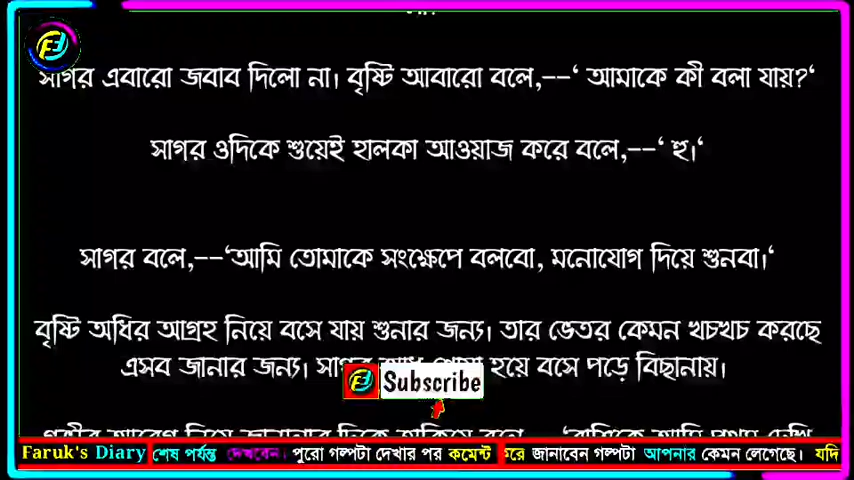 সাগর এবারো জবাব দিলো না। বৃষ্টি আবারো বলে,--‘ আমাকে কী বলা যায়?‘
সাগর ওদিকে শুয়েই হালকা আওয়াজ করে বলে,--‘ হু।‘
সাগর বলে,--‘আমি তোমাকে সংক্ষেপে বলবো, মনোযোগ দিয়ে শুনবা।‘
বৃষ্টি অধির আগ্রহ নিয়ে বসে যায় শুনার জন্য। তার ভেতর কেমন খচখচ করছে
এসব জানার জন্য। হয়ে বসে পড়ে বিছানায়।
Subscribe
Faruk's Diary শেষ পর্যন্ত দেখবেন। পুরো গল্পটা দেখার পর কমেন্ট করে জানাবেন গল্পটা আপনার কেমন লেগেছে। যদি